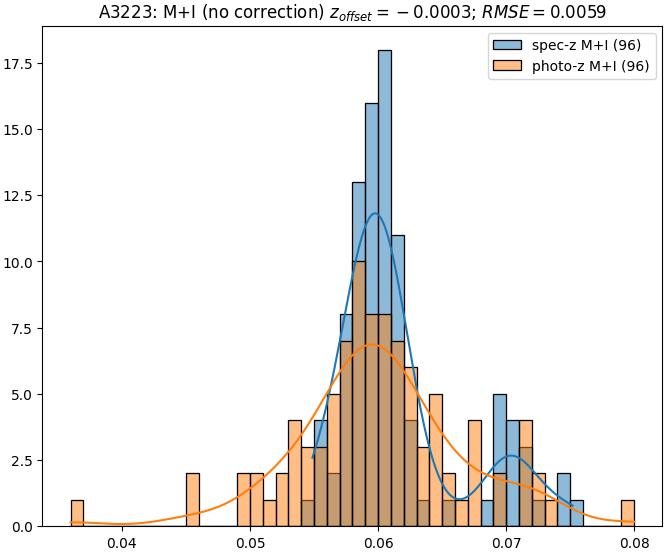 A3223: M+I (no correction) z_offset = −0.0003; RMSE = 0.0059
spec-z M+I (96)
photo-z M+I (96)
17.5
15.0
12.5
10.0
7.5
5.0
2.5
0.0
0.04 0.05 0.06 0.07 0.08